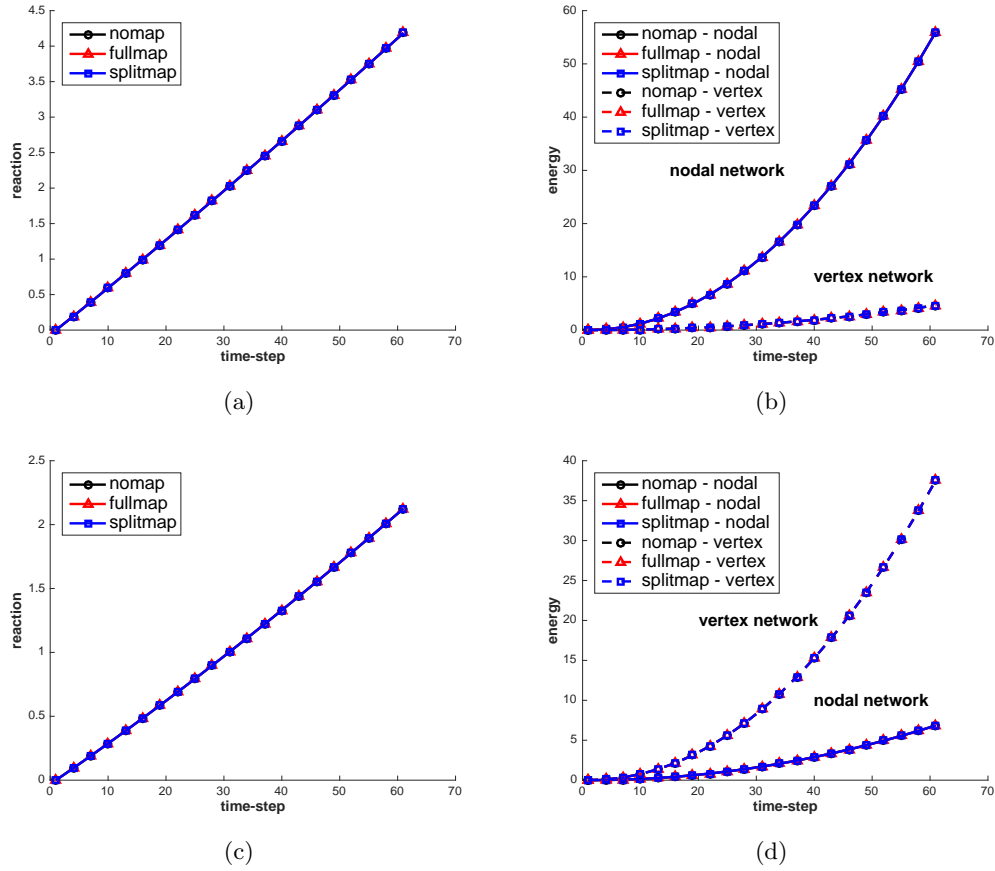 nomap
fullmap
splitmap
reaction
4.5
4
3.5
3
2.5
2
1.5
1
0.5
0
0 10 20 30 40 50 60 70
time-step
(a)
nomap - nodal
fullmap - nodal
splitmap - nodal
nomap - vertex
fullmap - vertex
splitmap - vertex
nodal network
vertex network
energy
60
50
40
30
20
10
0
0 10 20 30 40 50 60 70
time-step
(b)
nomap
fullmap
splitmap
reaction
2.5
2
1.5
1
0.5
0
0 10 20 30 40 50 60 70
time-step
(c)
nomap - nodal
fullmap - nodal
splitmap - nodal
nomap - vertex
fullmap - vertex
splitmap - vertex
vertex network
nodal network
energy
40
35
30
25
20
15
10
5
0
0 10 20 30 40 50 60 70
time-step
(d)